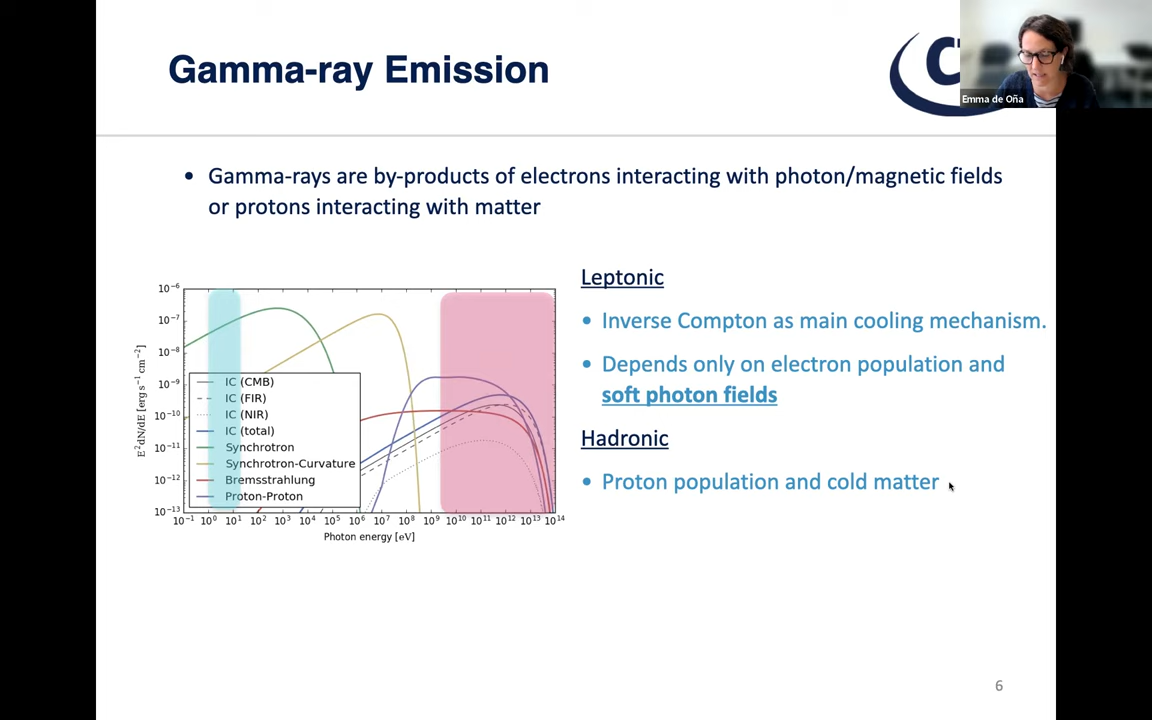 Gamma-ray Emission
C
Emma de Oña
• Gamma-rays are by-products of electrons interacting with photon/magnetic fields
or protons interacting with matter
Leptonic
• Inverse Compton as main cooling mechanism.
• Depends only on electron population and
soft photon fields
Hadronic
• Proton population and cold matter
E²dN/dE [erg s⁻¹ cm⁻²]
10⁻⁶
10⁻⁷
10⁻⁸
10⁻⁹
10⁻¹⁰
10⁻¹¹
10⁻¹²
10⁻¹³
IC (CMB)
IC (FIR)
IC (NIR)
IC (total)
Synchrotron
Synchrotron-Curvature
Bremsstrahlung
Proton-Proton
10⁻¹ 10⁰ 10¹ 10² 10³ 10⁴ 10⁵ 10⁶ 10⁷ 10⁸ 10⁹ 10¹⁰ 10¹¹ 10¹² 10¹³ 10¹⁴
Photon energy [eV]
6